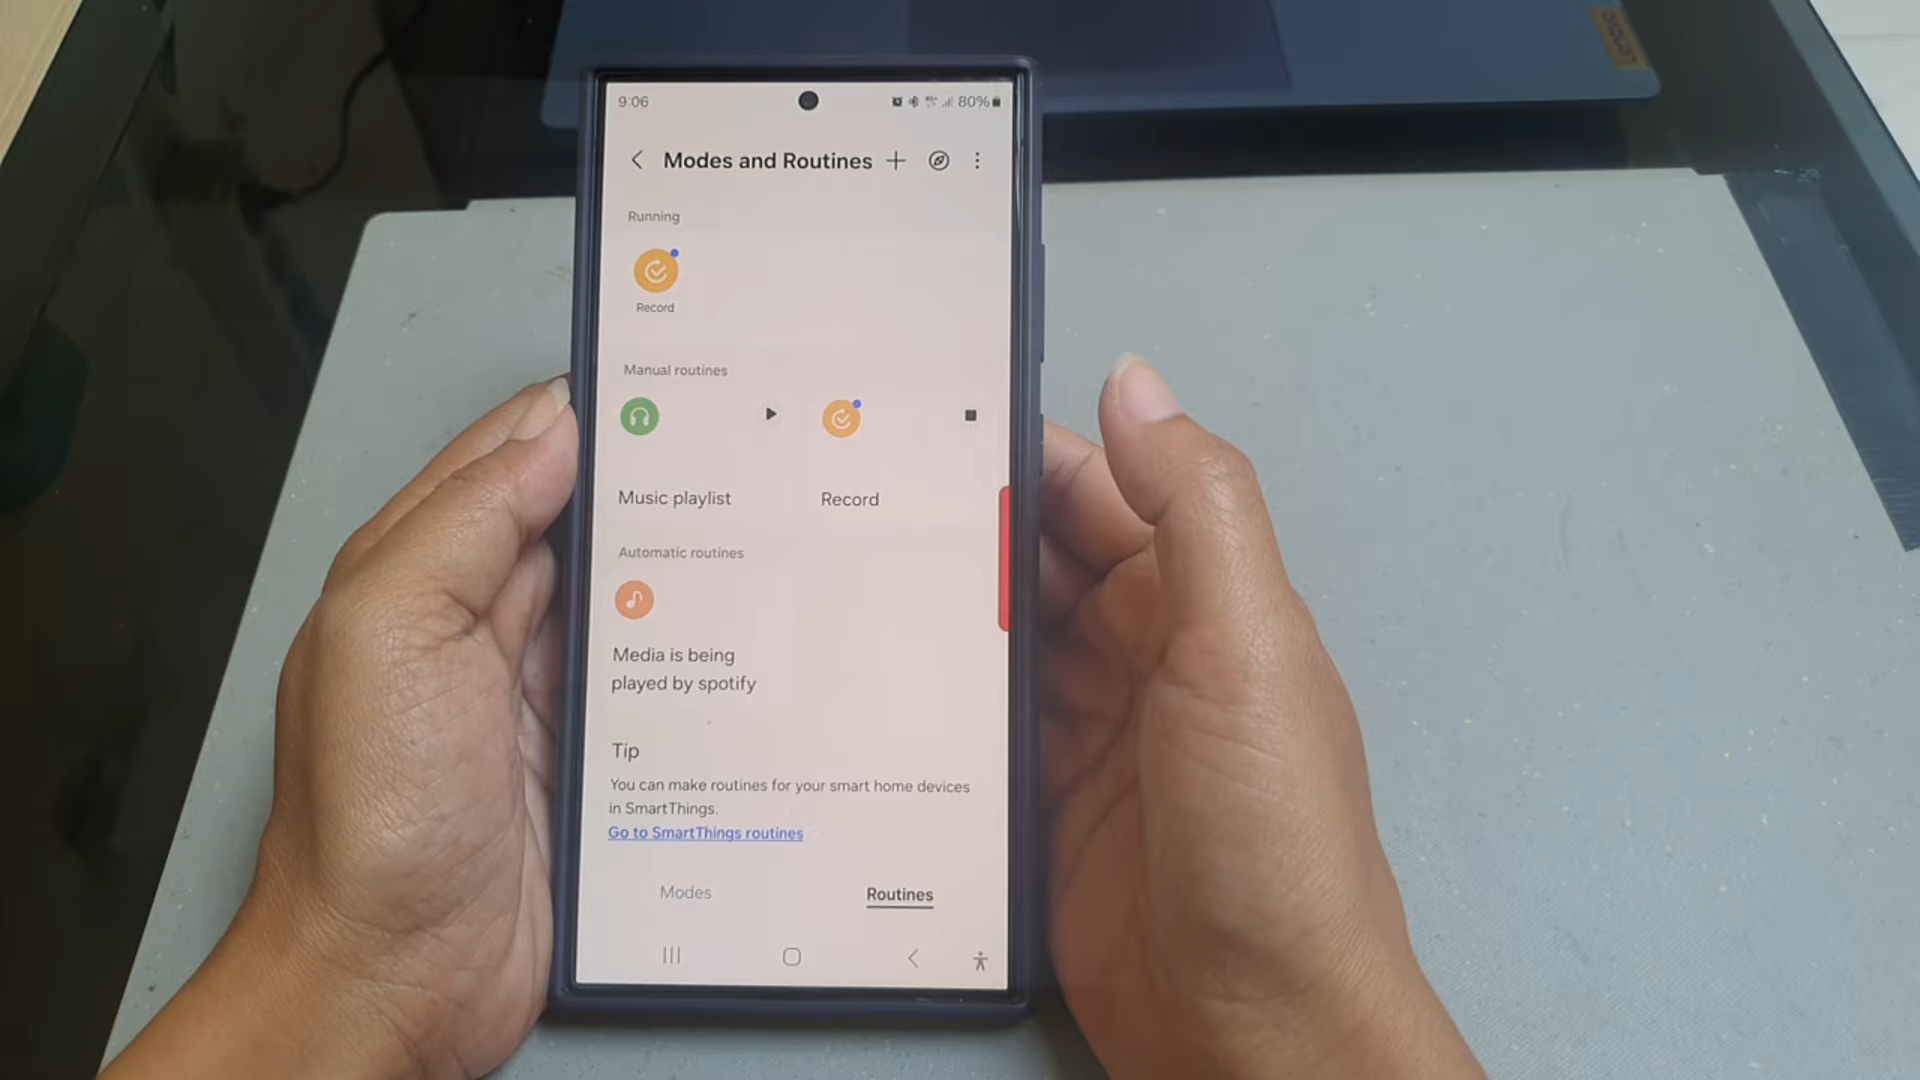 lenovo
9:06
80%
Modes and Routines
Running
Record
Manual routines
Music playlist
Record
Automatic routines
Media is being
played by spotify
Tip
You can make routines for your smart home devices
in SmartThings.
Go to SmartThings routines
Modes
Routines